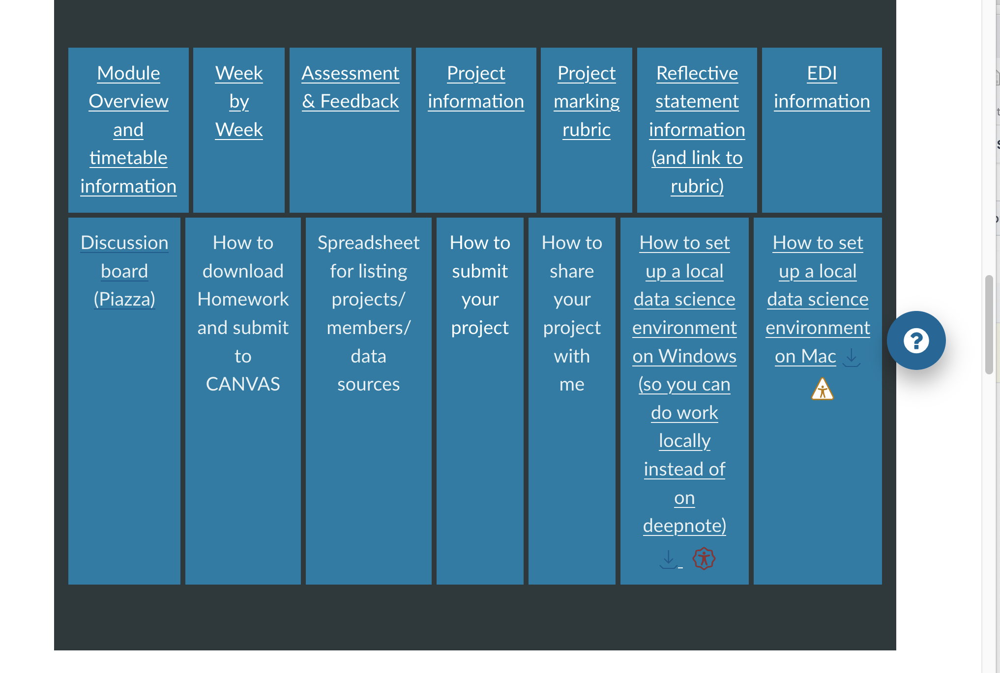 Module
Overview
and
timetable
information
Week
by
Week
Assessment
& Feedback
Project
information
Project
marking
rubric
Reflective
statement
information
(and link to
rubric)
EDI
information
Discussion
board
(Piazza)
How to
download
Homework
and submit
to
CANVAS
Spreadsheet
for listing
projects/
members/
data
sources
How to
submit
your
project
How to
share
your
project
with
me
How to set
up a local
data science
environment
on Windows
(so you can
do work
locally
instead of
on
deepnote)
How to set
up a local
data science
environment
on Mac
?